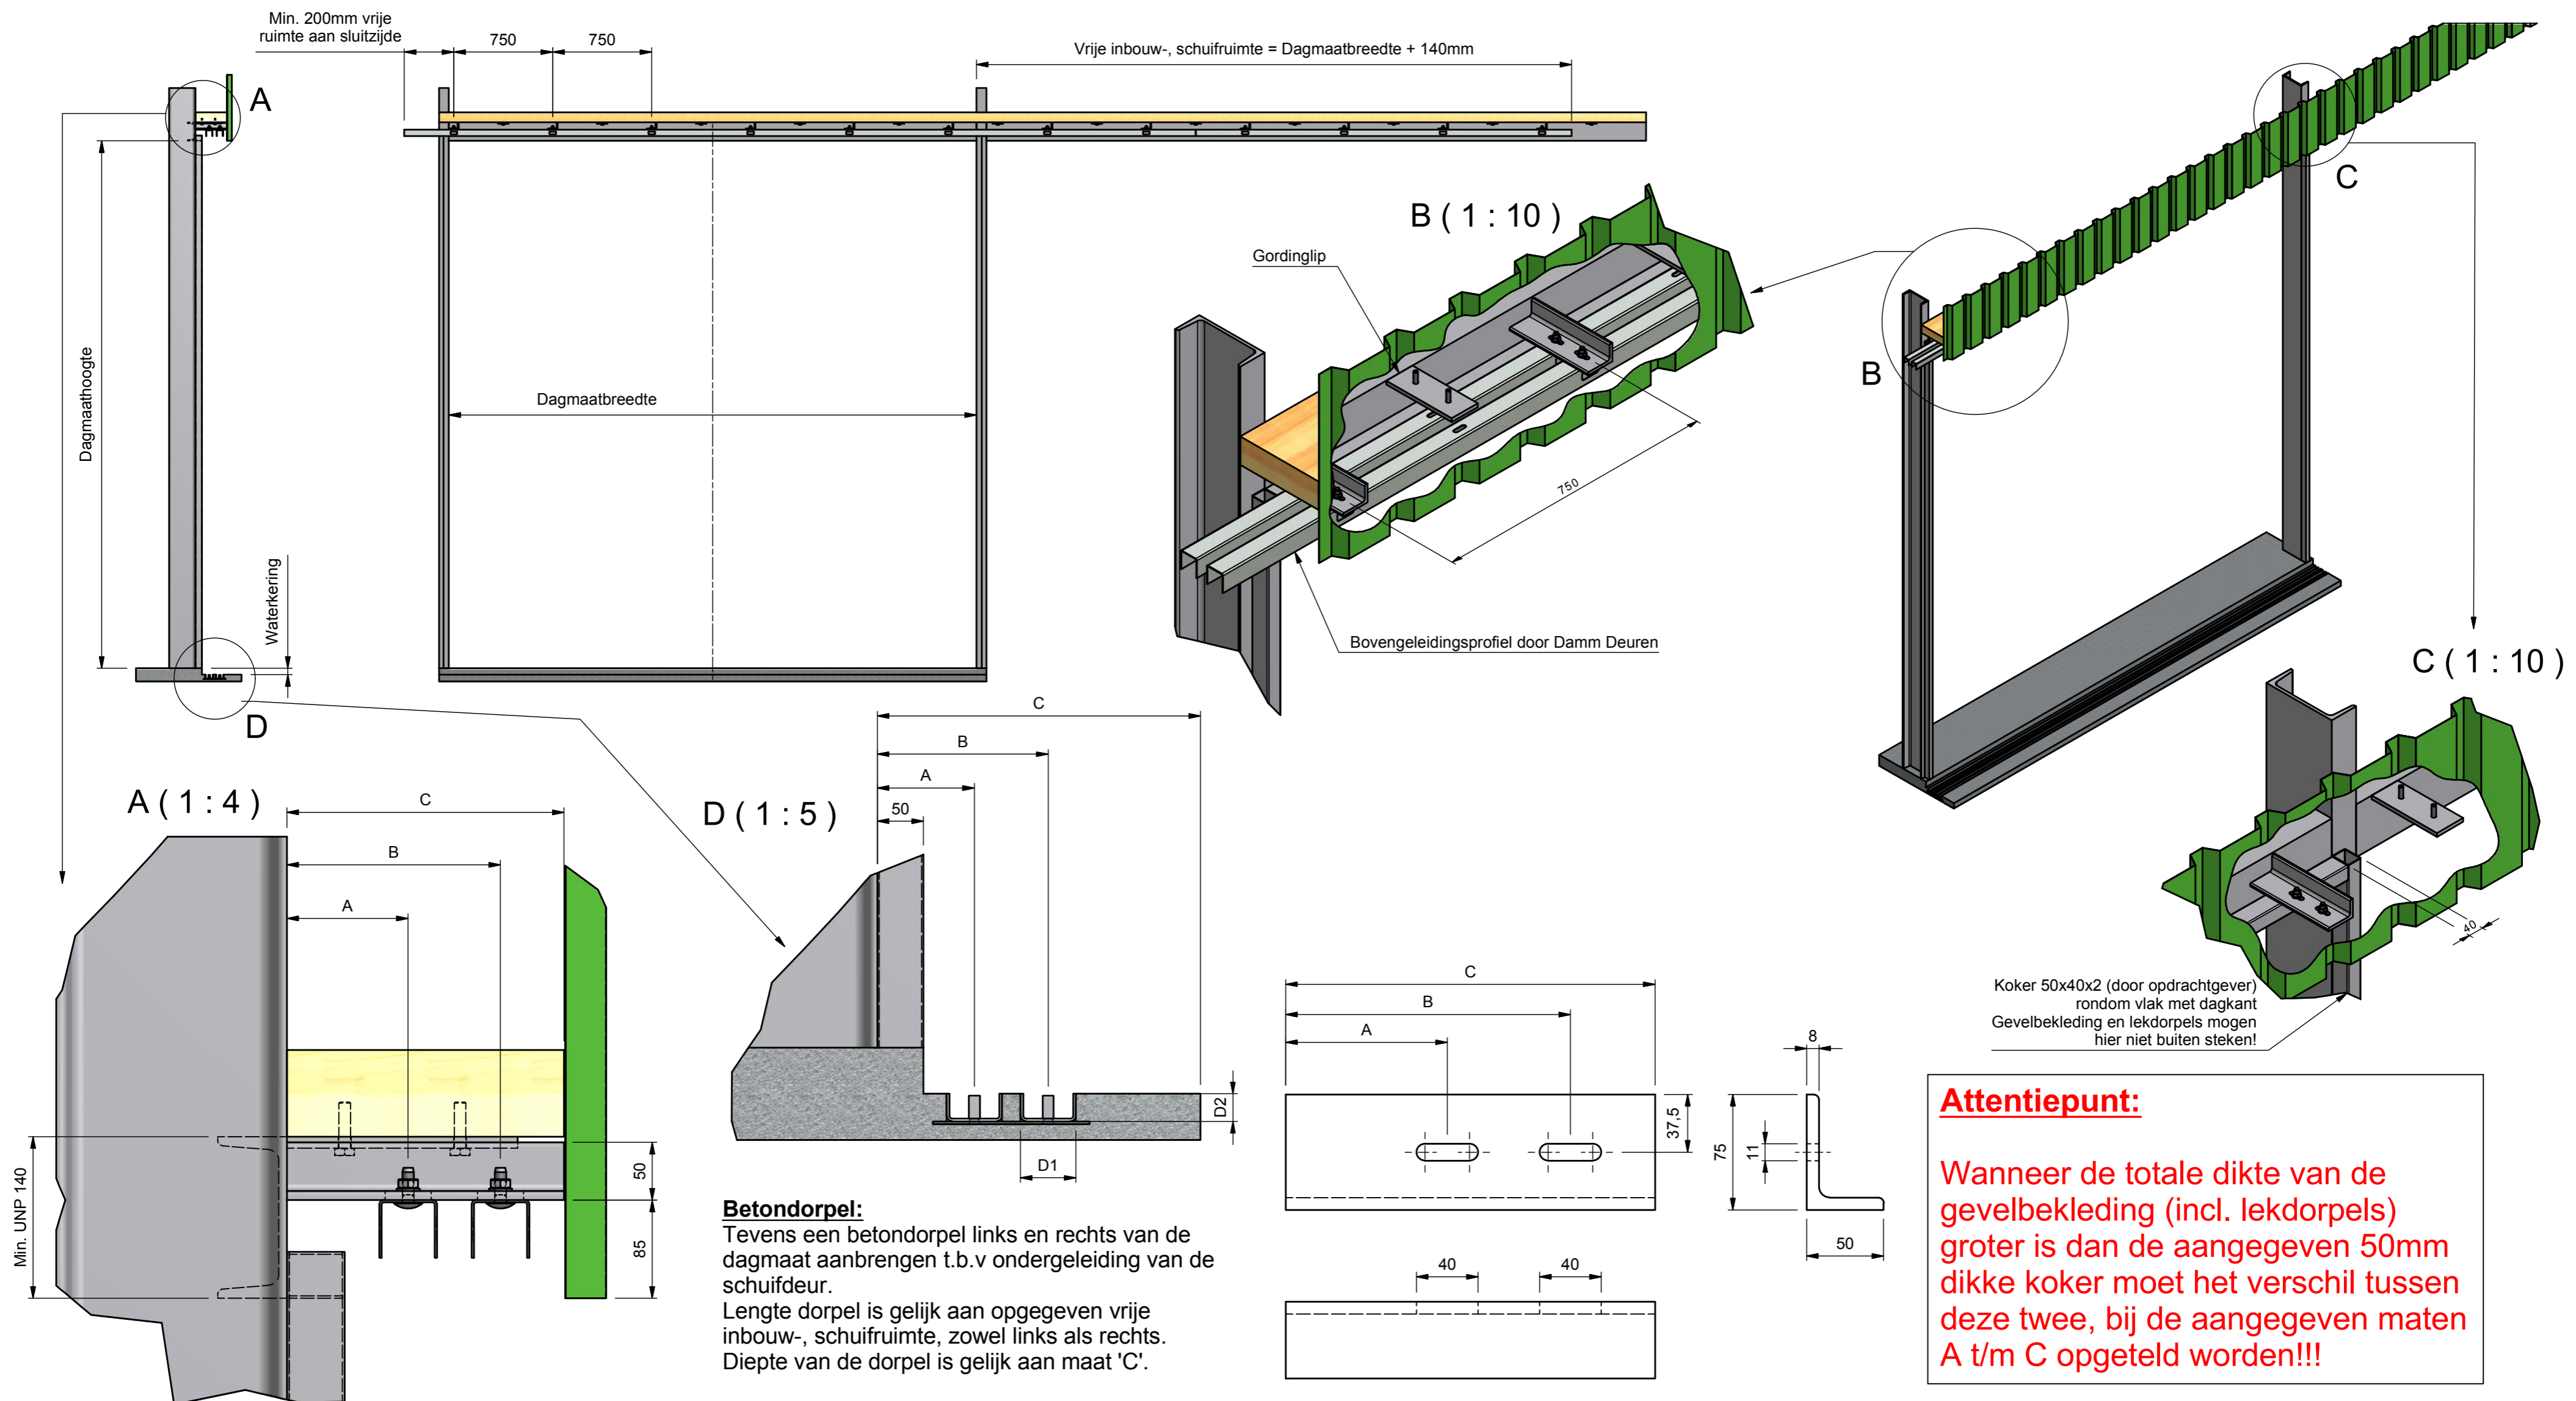 Min. 200mm vrije
ruimte aan sluitzijde
750
750
Vrije inbouw-, schuifruimte = Dagmaatbreedte + 140mm
A
Dagmaathoogte
Dagmaatbreedte
Waterkering
D
B ( 1 : 10 )
Gordinglip
750
Bovengeleidingsprofiel door Damm Deuren
C
B
C ( 1 : 10 )
40
Koker 50x40x2 (door opdrachtgever)
rondom vlak met dagkant
Gevelbekleding en lekdorpels mogen
hier niet buiten steken!
A ( 1 : 4 )
C
B
A
Min. UNP 140
50
85
D ( 1 : 5 )
C
B
A
50
D2
D1
Betondorpel:
Tevens een betondorpel links en rechts van de
dagmaat aanbrengen t.b.v ondergeleiding van de
schuifdeur.
Lengte dorpel is gelijk aan opgegeven vrije
inbouw-, schuifruimte, zowel links als rechts.
Diepte van de dorpel is gelijk aan maat 'C'.
C
B
A
37,5
40
40
8
75
11
50
Attentiepunt:
Wanneer de totale dikte van de
gevelbekleding (incl. lekdorpels)
groter is dan de aangegeven 50mm
dikke koker moet het verschil tussen
deze twee, bij de aangegeven maten
A t/m C opgeteld worden!!!